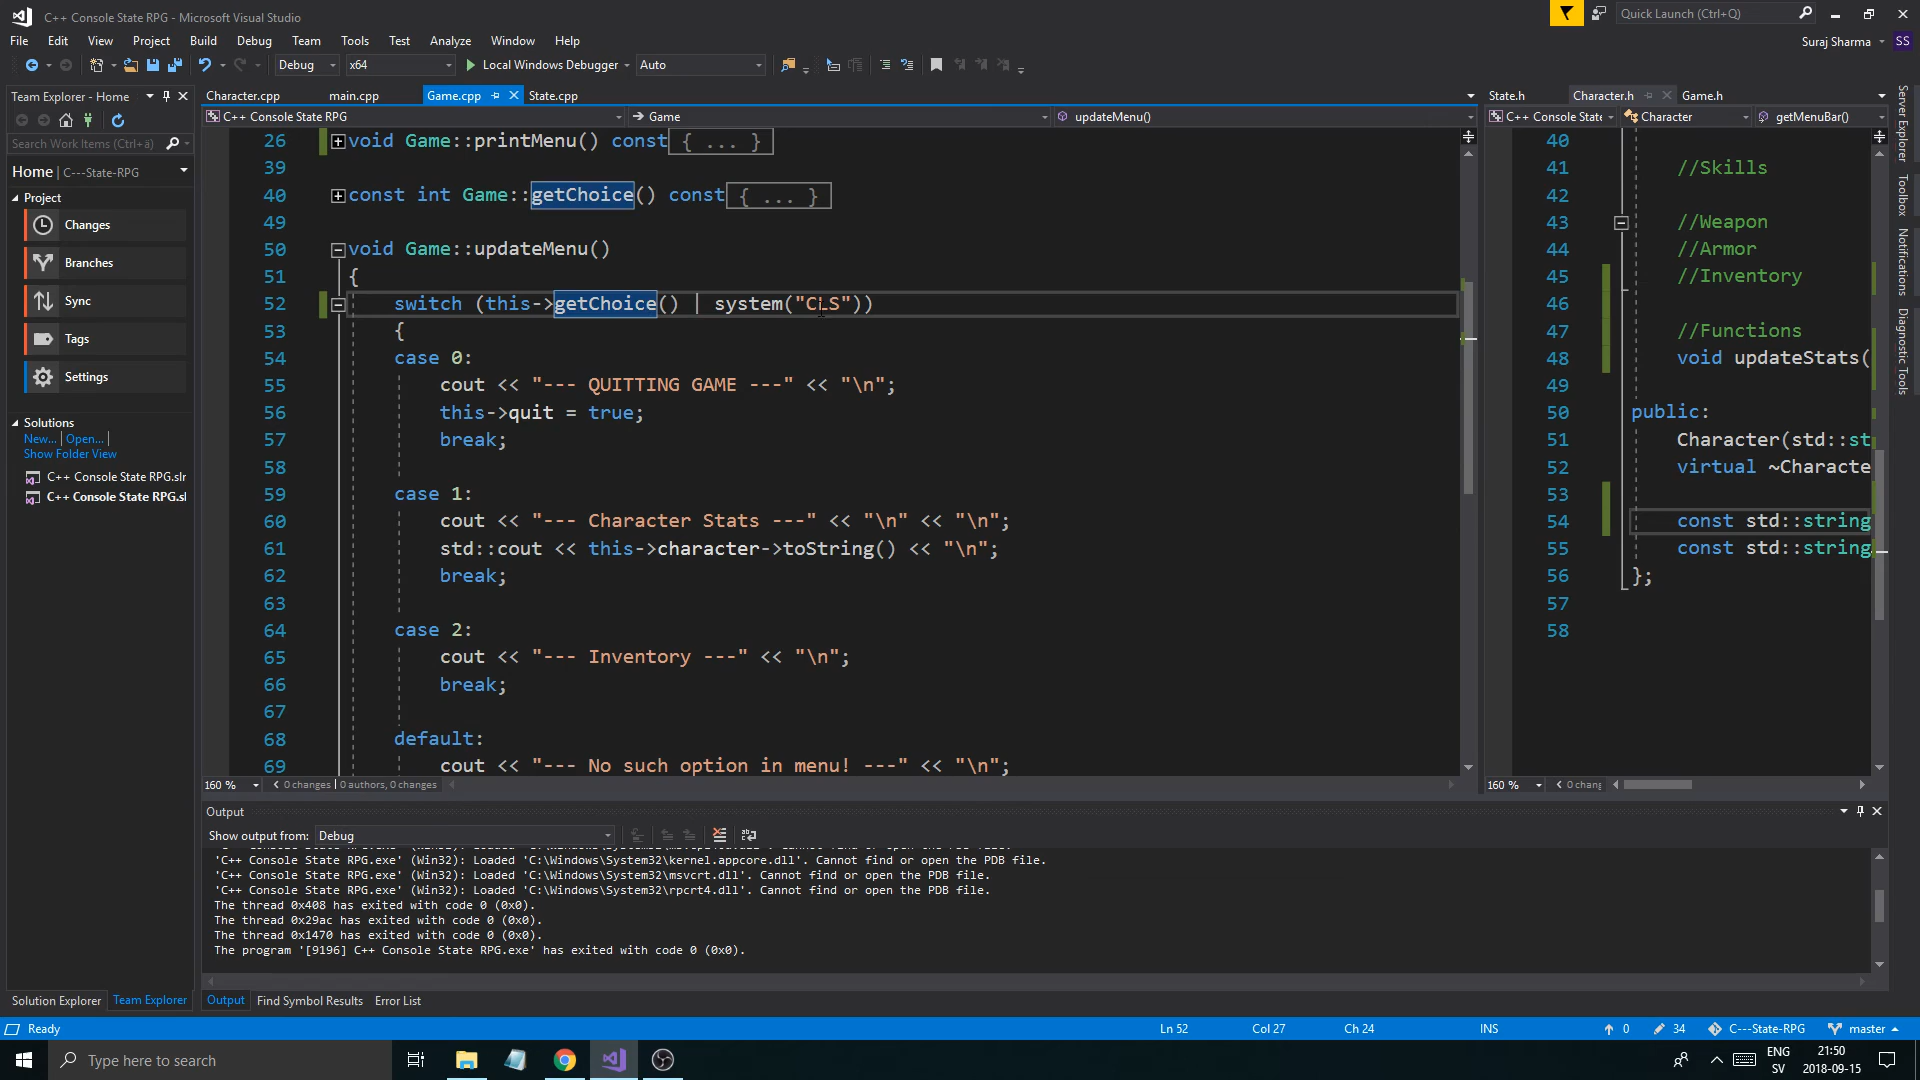 C++ Console State RPG - Microsoft Visual Studio
Quick Launch (Ctrl+Q)
File Edit View Project Build Debug Team Tools Test Analyze Window Help
Suraj Sharma SS
Debug x64 Local Windows Debugger Auto
Team Explorer - Home
Character.cpp main.cpp Game.cpp State.cpp
State.h Character.h Game.h
C++ Console State RPG Game updateMenu()
C++ Console State Character getMenuBar()
Search Work Items (Ctrl+ä)
Home C---State-RPG
Project
Changes
Branches
Sync
Tags
Settings
Solutions
New... | Open... |
Show Folder View
C++ Console State RPG.slr
C++ Console State RPG.sl
26 void Game::printMenu() const { ... }
39
40 const int Game::getChoice() const { ... }
49
50 void Game::updateMenu()
51 {
52 switch (this->getChoice() | system("CLS"))
53 {
54 case 0:
55 cout << "--- QUITTING GAME ---" << "\n";
56 this->quit = true;
57 break;
58
59 case 1:
60 cout << "--- Character Stats ---" << "\n" << "\n";
61 std::cout << this->character->toString() << "\n";
62 break;
63
64 case 2:
65 cout << "--- Inventory ---" << "\n";
66 break;
67
68 default:
69 cout << "--- No such option in menu! ---" << "\n";
160 % 0 changes | 0 authors, 0 changes
40
41 //Skills
42
43 //Weapon
44 //Armor
45 //Inventory
46
47 //Functions
48 void updateStats(
49
50 public:
51 Character(std::st
52 virtual ~Characte
53
54 const std::string
55 const std::string
56 };
57
58
160 % 0 chang
Server Explorer
Toolbox
Notifications
Diagnostic Tools
Output
Show output from: Debug
'C++ Console State RPG.exe' (Win32): Loaded 'C:\Windows\System32\kernel.appcore.dll'. Cannot find or open the PDB file.
'C++ Console State RPG.exe' (Win32): Loaded 'C:\Windows\System32\msvcrt.dll'. Cannot find or open the PDB file.
'C++ Console State RPG.exe' (Win32): Loaded 'C:\Windows\System32\rpcrt4.dll'. Cannot find or open the PDB file.
The thread 0x408 has exited with code 0 (0x0).
The thread 0x29ac has exited with code 0 (0x0).
The thread 0x1470 has exited with code 0 (0x0).
The program '[9196] C++ Console State RPG.exe' has exited with code 0 (0x0).
Solution Explorer Team Explorer Output Find Symbol Results Error List
Ready Ln 52 Col 27 Ch 24 INS 0 34 C---State-RPG master
Type here to search
ENG 21:50
SV 2018-09-15